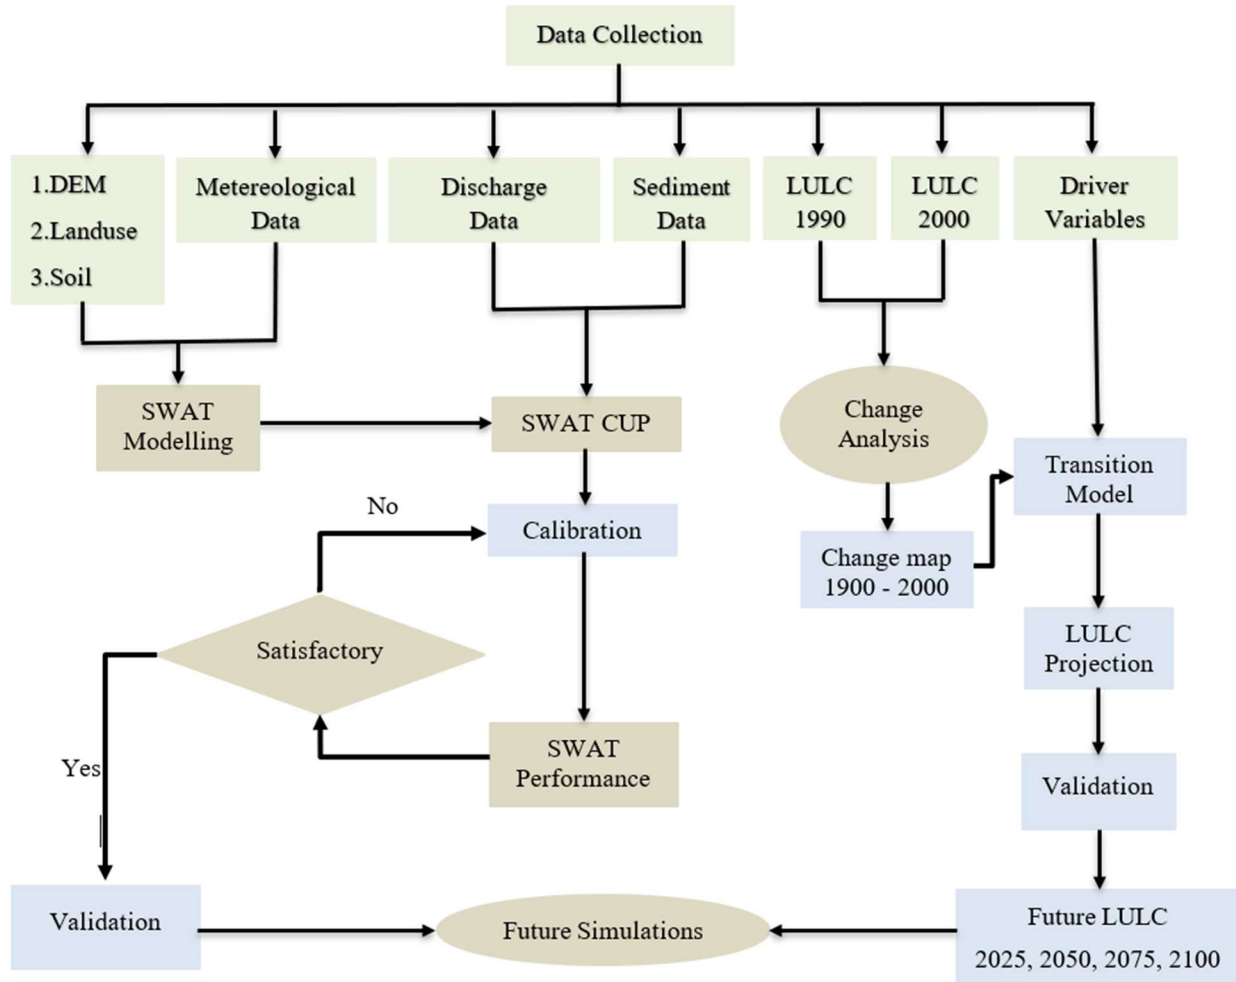 Data Collection
1.DEM
2.Landuse
3.Soil
Metereological
Data
Discharge
Data
Sediment
Data
LULC
1990
LULC
2000
Driver
Variables
SWAT
Modelling
SWAT CUP
Change
Analysis
Transition
Model
No
Calibration
Change map
1900 - 2000
Satisfactory
LULC
Projection
SWAT
Performance
Yes
Validation
Validation
Future Simulations
Future LULC
2025, 2050, 2075, 2100